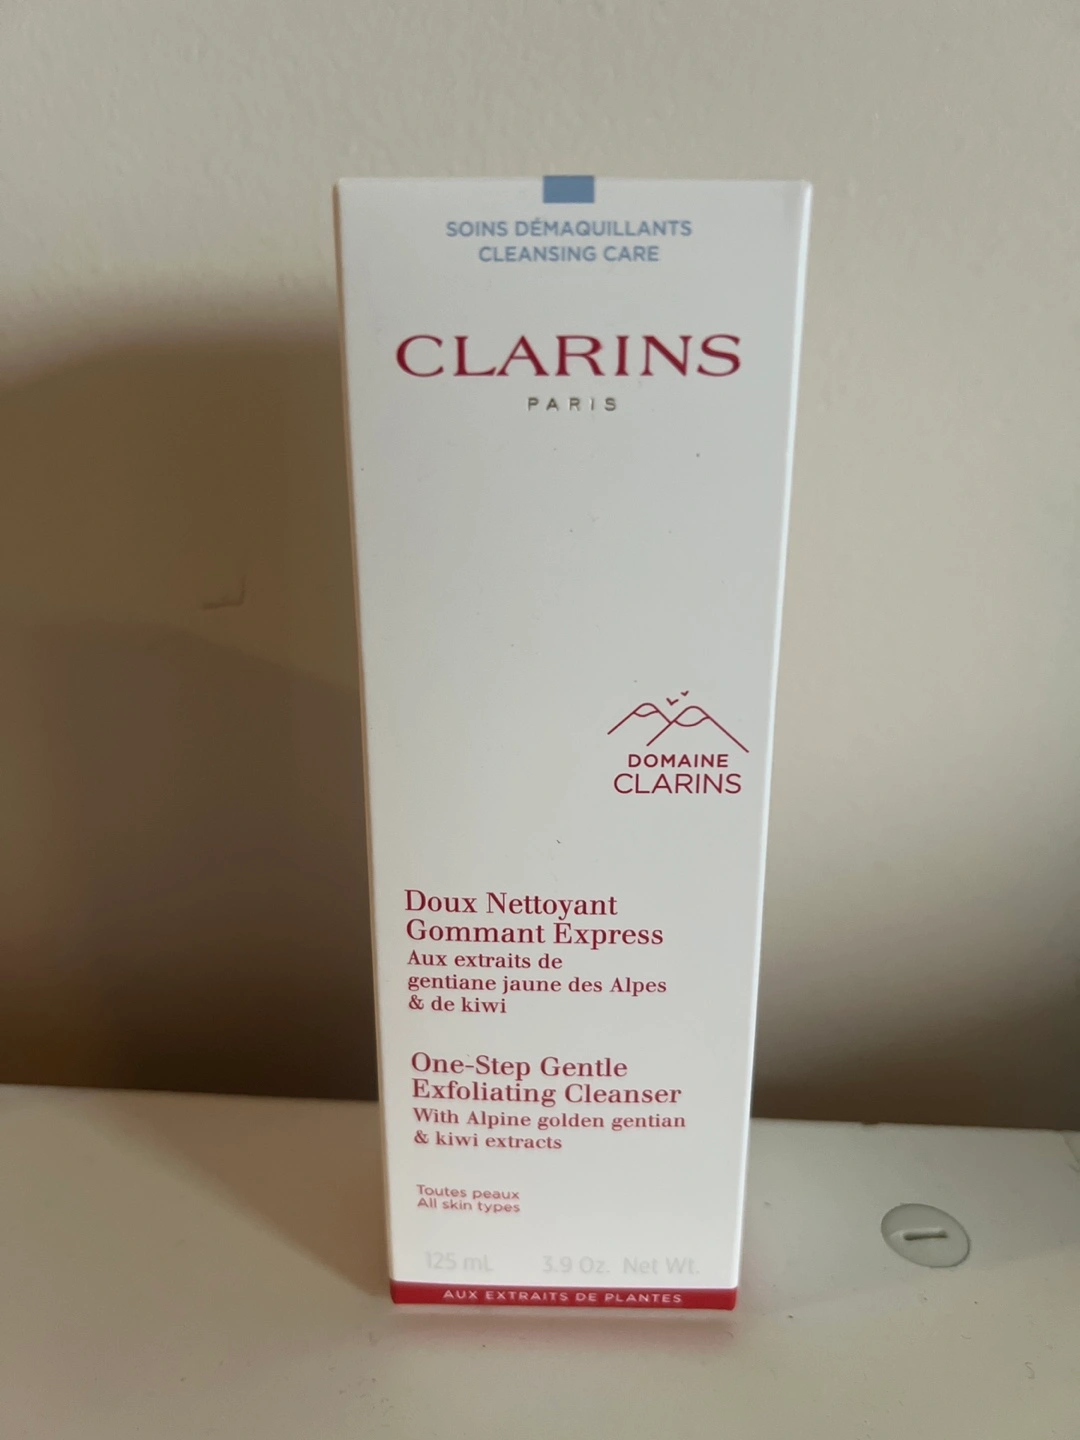 SOINS DÉMAQUILLANTS
CLEANSING CARE
CLARINS
PARIS
DOMAINE
CLARINS
Doux Nettoyant
Gommant Express
Aux extraits de
gentiane jaune des Alpes
& de kiwi
One-Step Gentle
Exfoliating Cleanser
With Alpine golden gentian
& kiwi extracts
Toutes peaux
All skin types
125 mL 3.9 Oz. Net Wt.
AUX EXTRAITS DE PLANTES